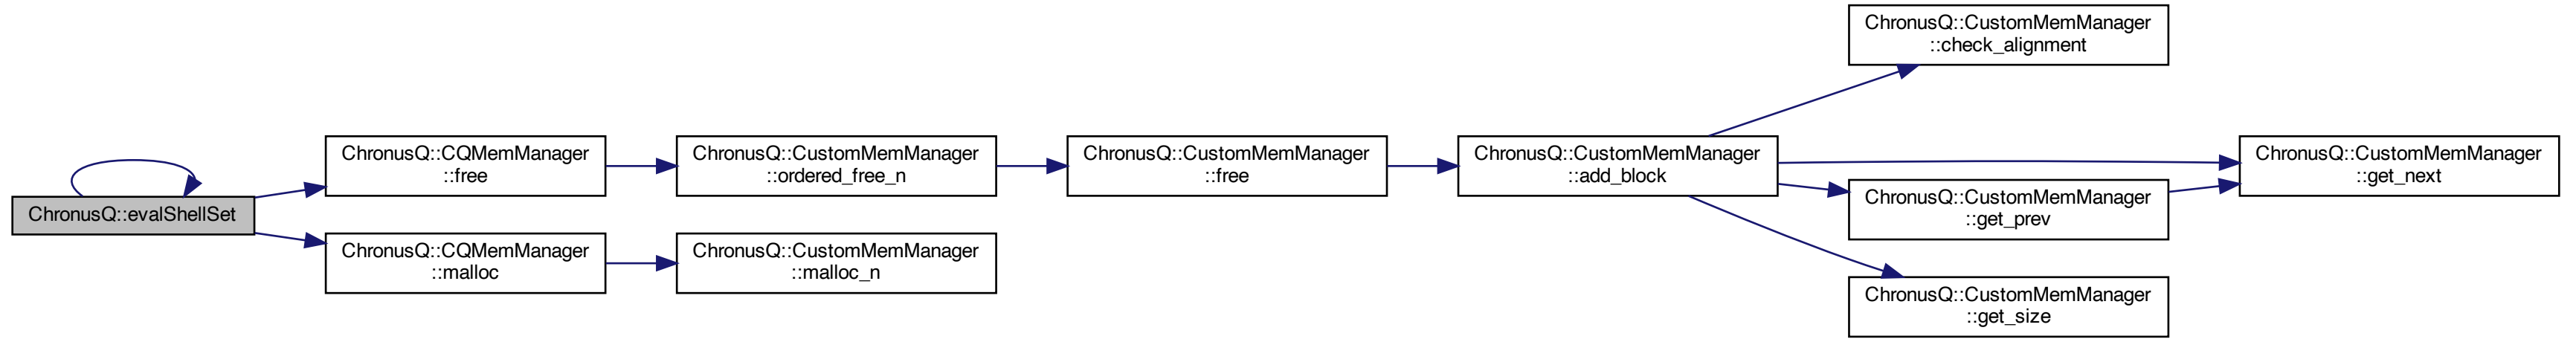 ChronusQ::evalShellSet
ChronusQ::CQMemManager
::free
ChronusQ::CQMemManager
::malloc
ChronusQ::CustomMemManager
::ordered_free_n
ChronusQ::CustomMemManager
::malloc_n
ChronusQ::CustomMemManager
::free
ChronusQ::CustomMemManager
::add_block
ChronusQ::CustomMemManager
::check_alignment
ChronusQ::CustomMemManager
::get_prev
ChronusQ::CustomMemManager
::get_size
ChronusQ::CustomMemManager
::get_next